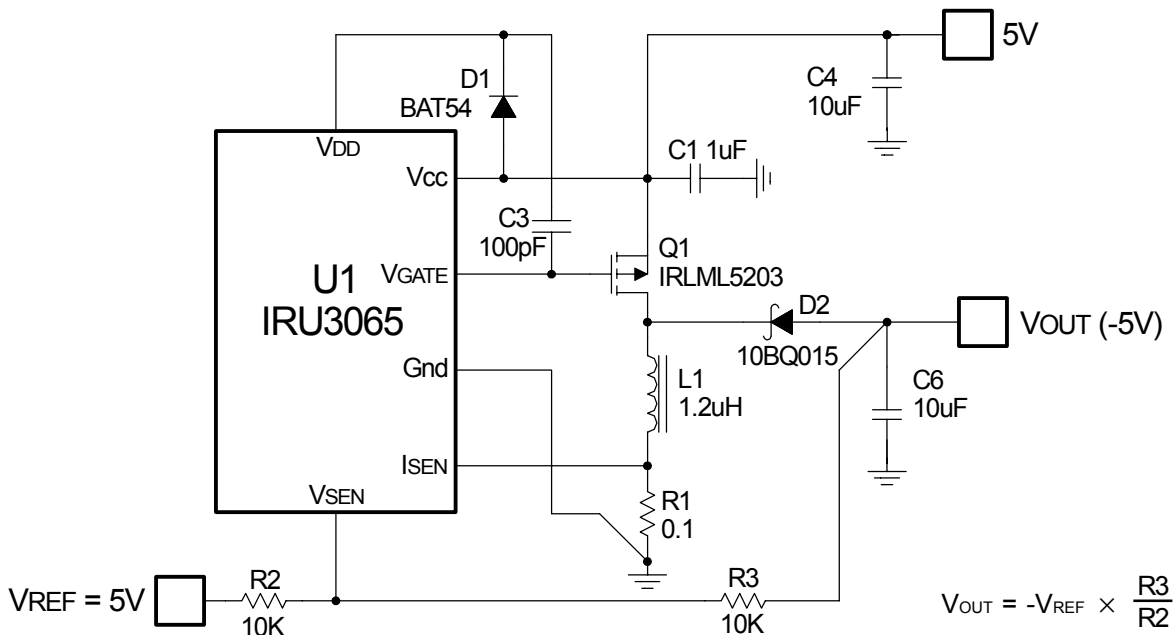 5V
D1
BAT54
C4
10uF
VDD
Vcc
C1 1uF
C3
100pF
Q1
IRLML5203
VGATE
U1
IRU3065
D2
10BQ015
VOUT (-5V)
Gnd
L1
1.2uH
C6
10uF
ISEN
VSEN
R1
0.1
VREF = 5V
R2
10K
R3
10K
VOUT = -VREF × R3/R2